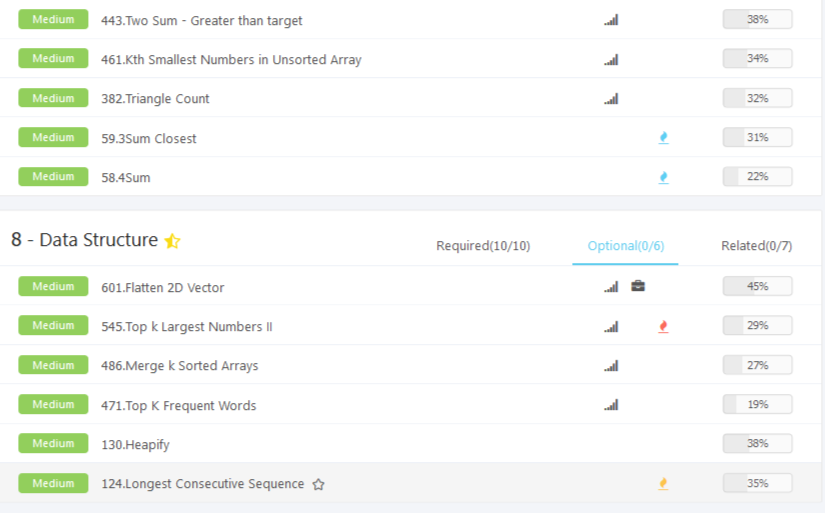 Medium 443.Two Sum - Greater than target 38%
Medium 461.Kth Smallest Numbers in Unsorted Array 34%
Medium 382.Triangle Count 32%
Medium 59.3Sum Closest 31%
Medium 58.4Sum 22%
8 - Data Structure Required(10/10) Optional(0/6) Related(0/7)
Medium 601.Flatten 2D Vector 45%
Medium 545.Top k Largest Numbers II 29%
Medium 486.Merge k Sorted Arrays 27%
Medium 471.Top K Frequent Words 19%
Medium 130.Heapify 38%
Medium 124.Longest Consecutive Sequence 35%